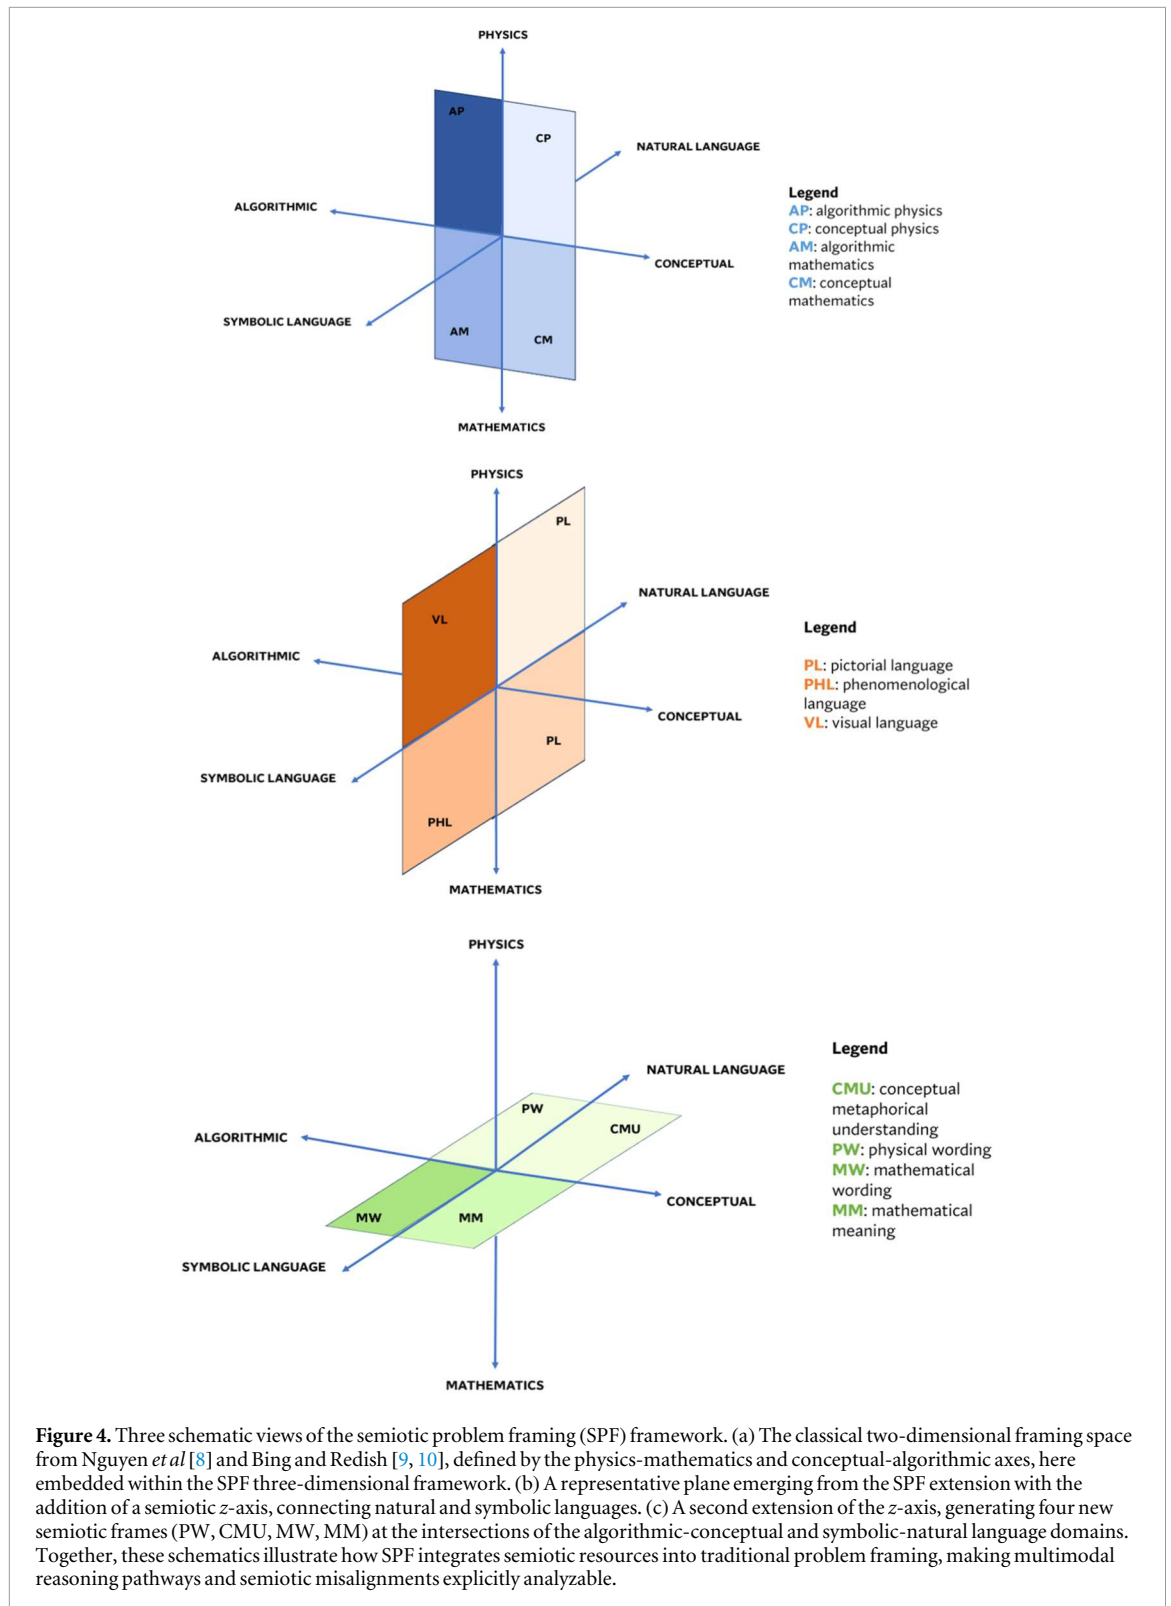 PHYSICS
AP
CP
NATURAL LANGUAGE
ALGORITHMIC
CONCEPTUAL
SYMBOLIC LANGUAGE
AM
CM
MATHEMATICS
Legend
AP: algorithmic physics
CP: conceptual physics
AM: algorithmic
mathematics
CM: conceptual
mathematics
PHYSICS
PL
NATURAL LANGUAGE
VL
ALGORITHMIC
CONCEPTUAL
PL
SYMBOLIC LANGUAGE
PHL
MATHEMATICS
Legend
PL: pictorial language
PHL: phenomenological
language
VL: visual language
PHYSICS
NATURAL LANGUAGE
PW
CMU
ALGORITHMIC
CONCEPTUAL
MW
MM
SYMBOLIC LANGUAGE
MATHEMATICS
Legend
CMU: conceptual
metaphorical
understanding
PW: physical wording
MW: mathematical
wording
MM: mathematical
meaning
Figure 4. Three schematic views of the semiotic problem framing (SPF) framework. (a) The classical two-dimensional framing space
from Nguyen et al [8] and Bing and Redish [9, 10], defined by the physics-mathematics and conceptual-algorithmic axes, here
embedded within the SPF three-dimensional framework. (b) A representative plane emerging from the SPF extension with the
addition of a semiotic z-axis, connecting natural and symbolic languages. (c) A second extension of the z-axis, generating four new
semiotic frames (PW, CMU, MW, MM) at the intersections of the algorithmic-conceptual and symbolic-natural language domains.
Together, these schematics illustrate how SPF integrates semiotic resources into traditional problem framing, making multimodal
reasoning pathways and semiotic misalignments explicitly analyzable.